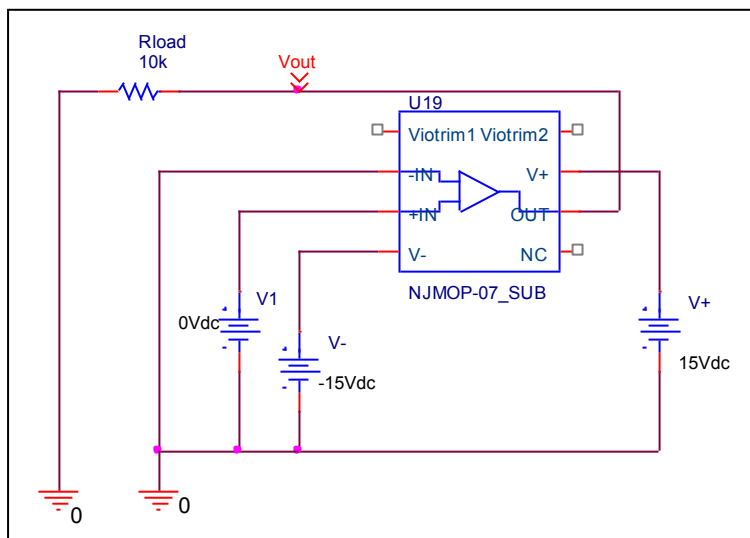 Rload
10k
Vout
U19
Viotrim1 Viotrim2
-IN V+
+IN OUT
V- NC
NJMOP-07_SUB
V1
0Vdc
V-
-15Vdc
V+
15Vdc
0
0